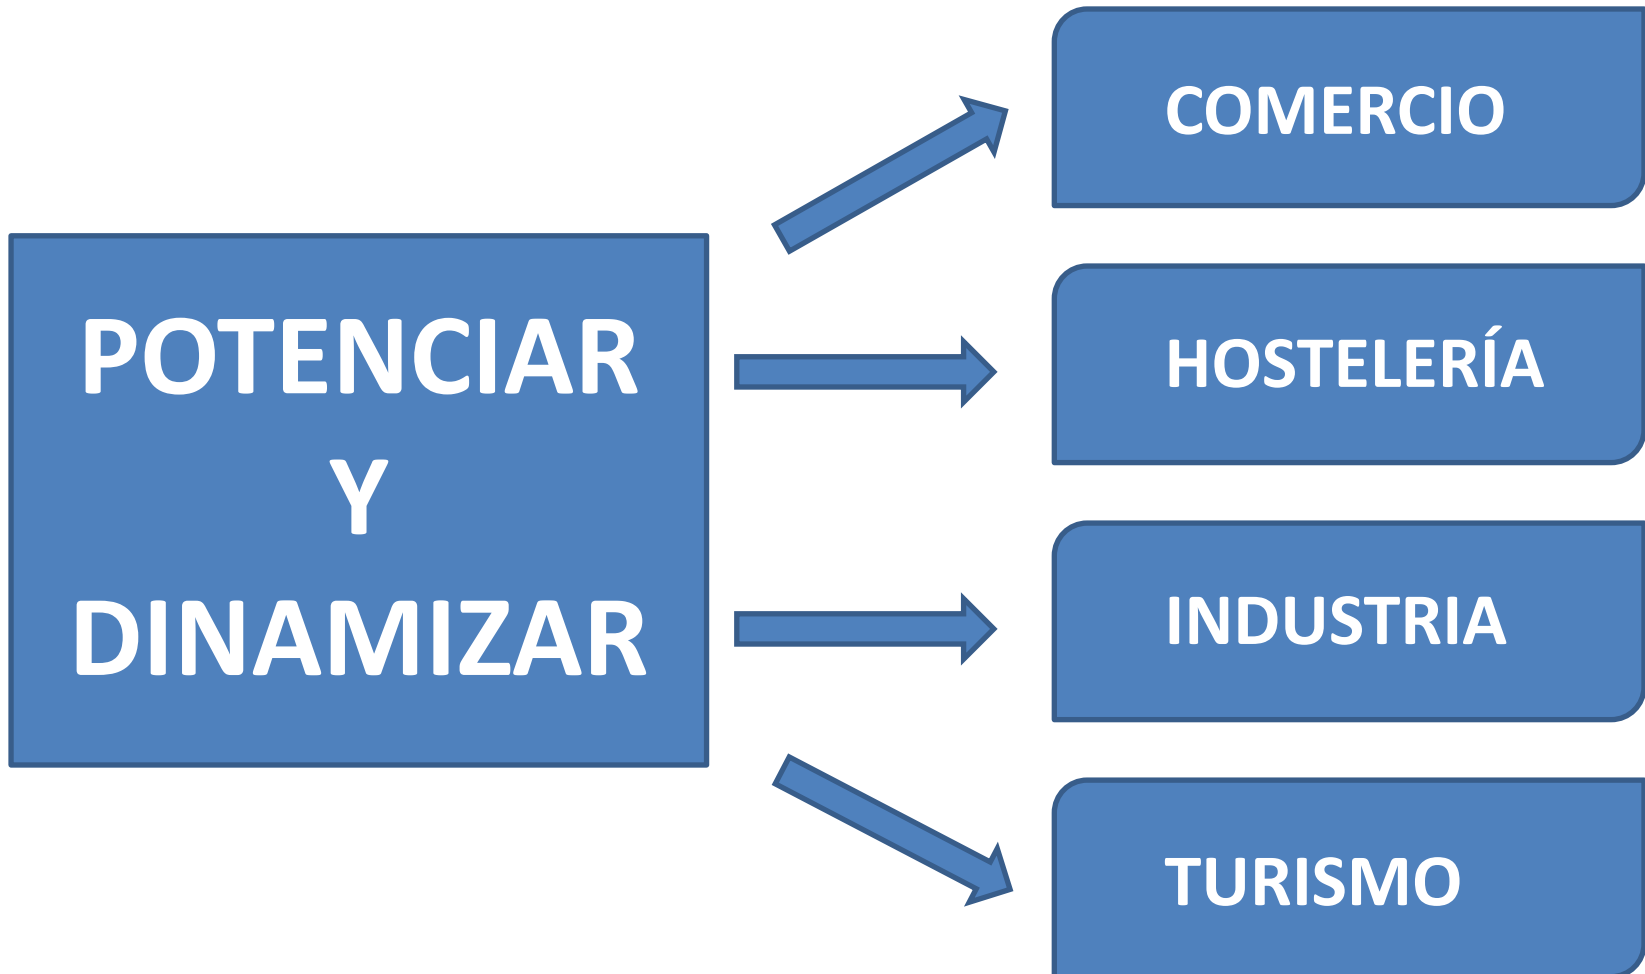 POTENCIAR
Y
DINAMIZAR
COMERCIO
HOSTELERÍA
INDUSTRIA
TURISMO